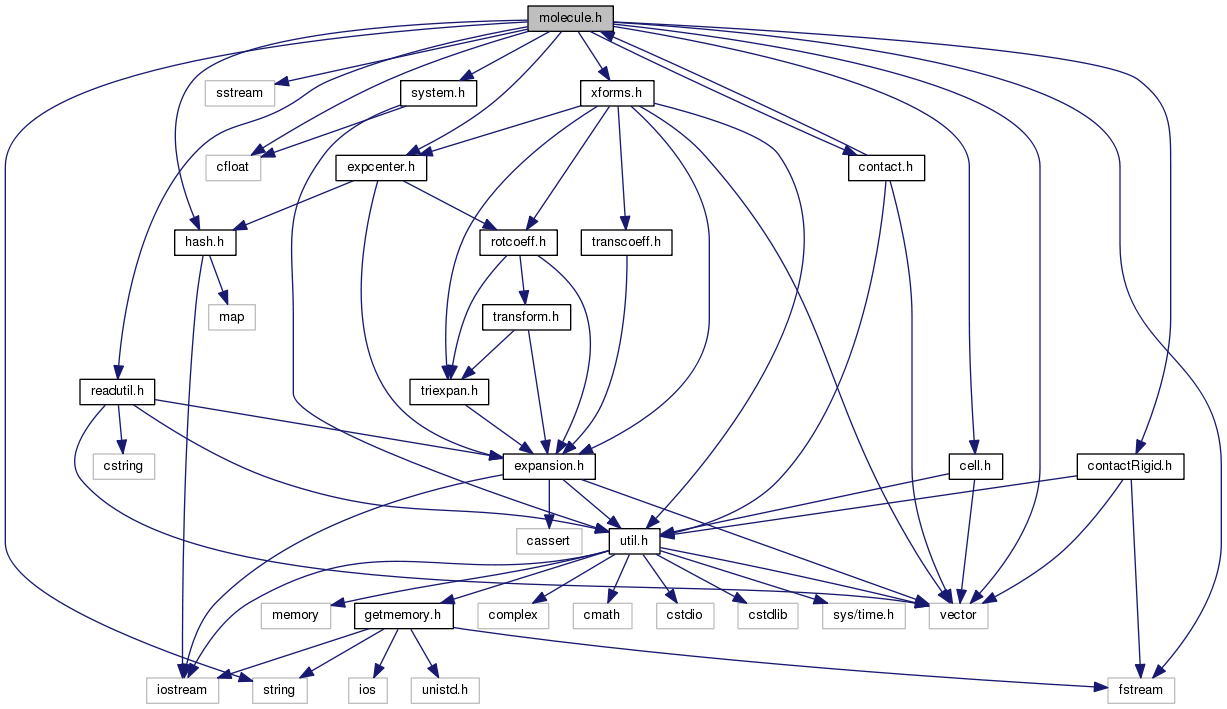 molecule.h
sstream
system.h
xforms.h
cfloat
expcenter.h
contact.h
hash.h
rotcoeff.h
transcoeff.h
map
transform.h
readutil.h
triexpan.h
cstring
expansion.h
cell.h
contactRigid.h
cassert
util.h
memory
getmemory.h
complex
cmath
cstdio
cstdlib
sys/time.h
vector
iostream
string
ios
unistd.h
fstream